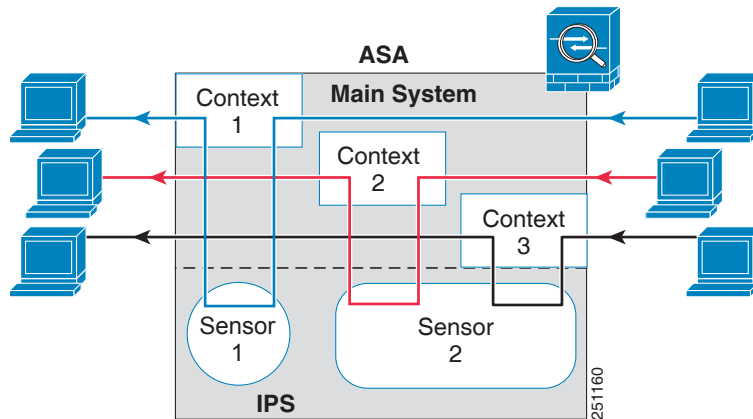 ASA
Main System
Context
1
Context
2
Context
3
Sensor
1
Sensor
2
IPS
251160